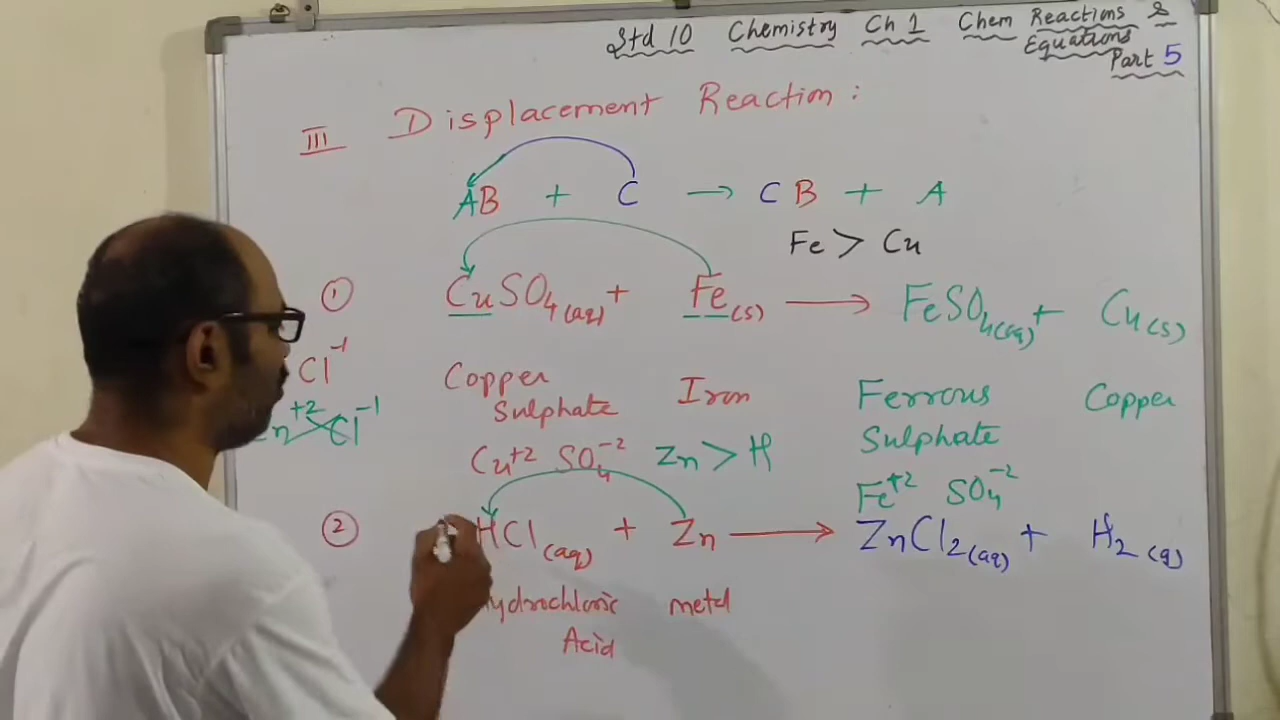 Std 10 Chemistry Ch 1 Chem Reactions &
Equations
Part 5
III Displacement Reaction :
AB + C → CB + A
Fe > Cu
① CuSO4(aq) + Fe(s) → FeSO4(aq) + Cu(s)
Cl-1
Copper Sulphate
Iron
Ferrous Sulphate
Copper
+2 Cl-1
Cu+2 SO4-2
Zn > H
Fe+2 SO4-2
② HCl(aq) + Zn → ZnCl2(aq) + H2(g)
metal
Acid